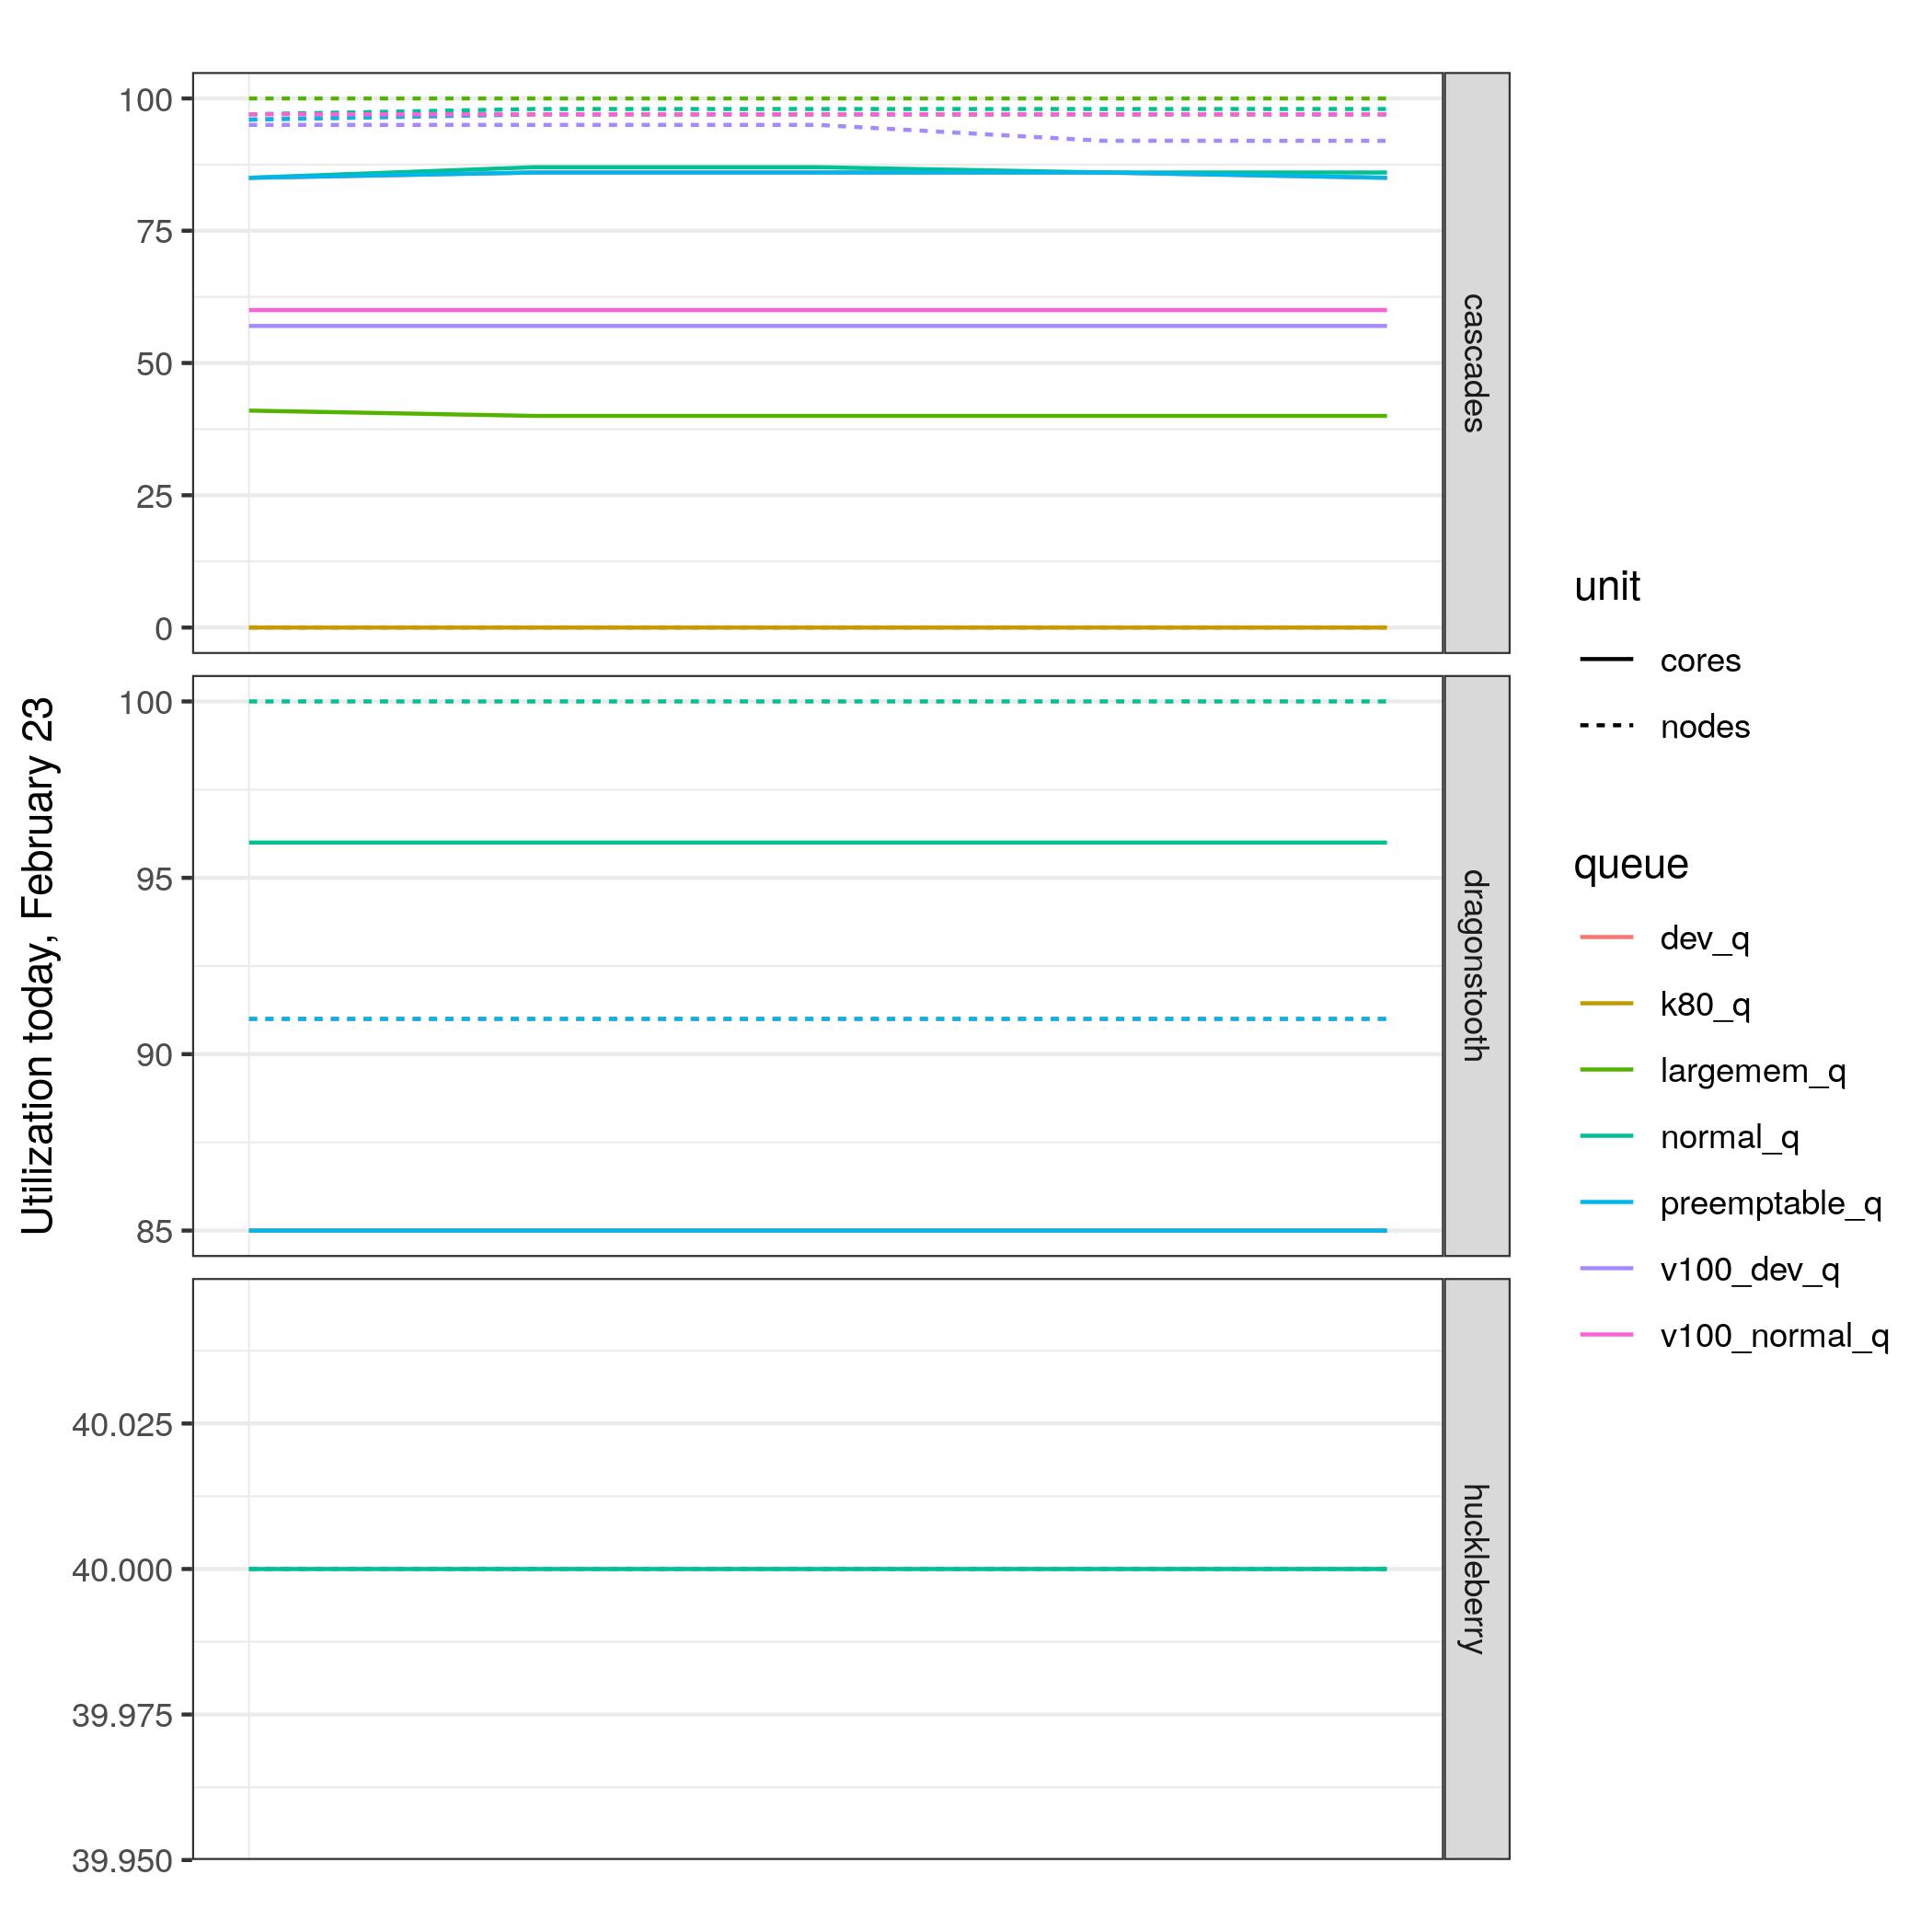 Utilization today, February 23
100
75
50
25
0
cascades
100
95
90
85
dragonstooth
40.025
40.000
39.975
39.950
huckleberry
unit
cores
nodes
queue
dev_q
k80_q
largemem_q
normal_q
preemptable_q
v100_dev_q
v100_normal_q